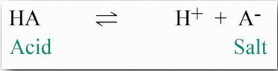 HA ⇌ H⁺ + A⁻
Acid Salt